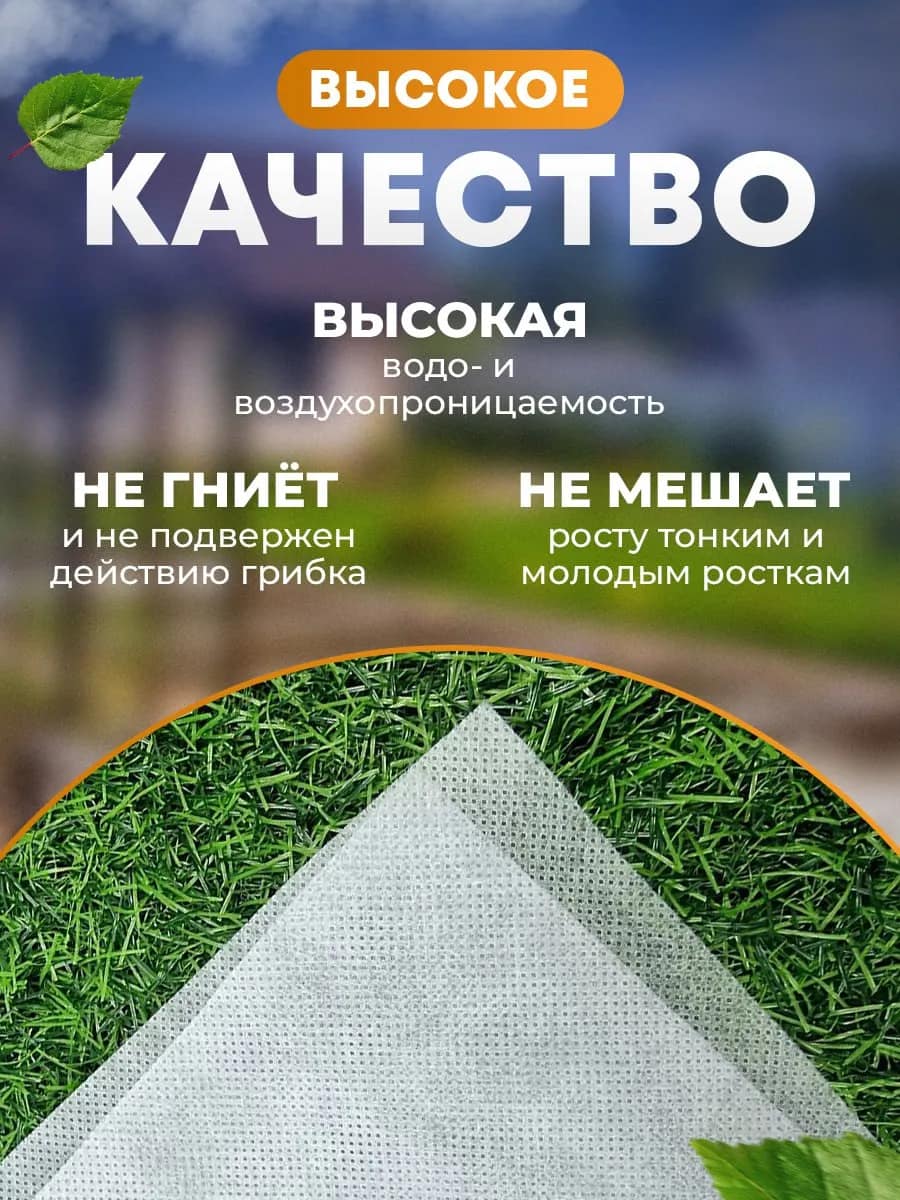 ВЫСОКОЕ
КАЧЕСТВО
ВЫСОКАЯ
водо- и
воздухопроницаемость
НЕ ГНИЁТ
и не подвержен
действию грибка
НЕ МЕШАЕТ
росту тонким и
молодым росткам